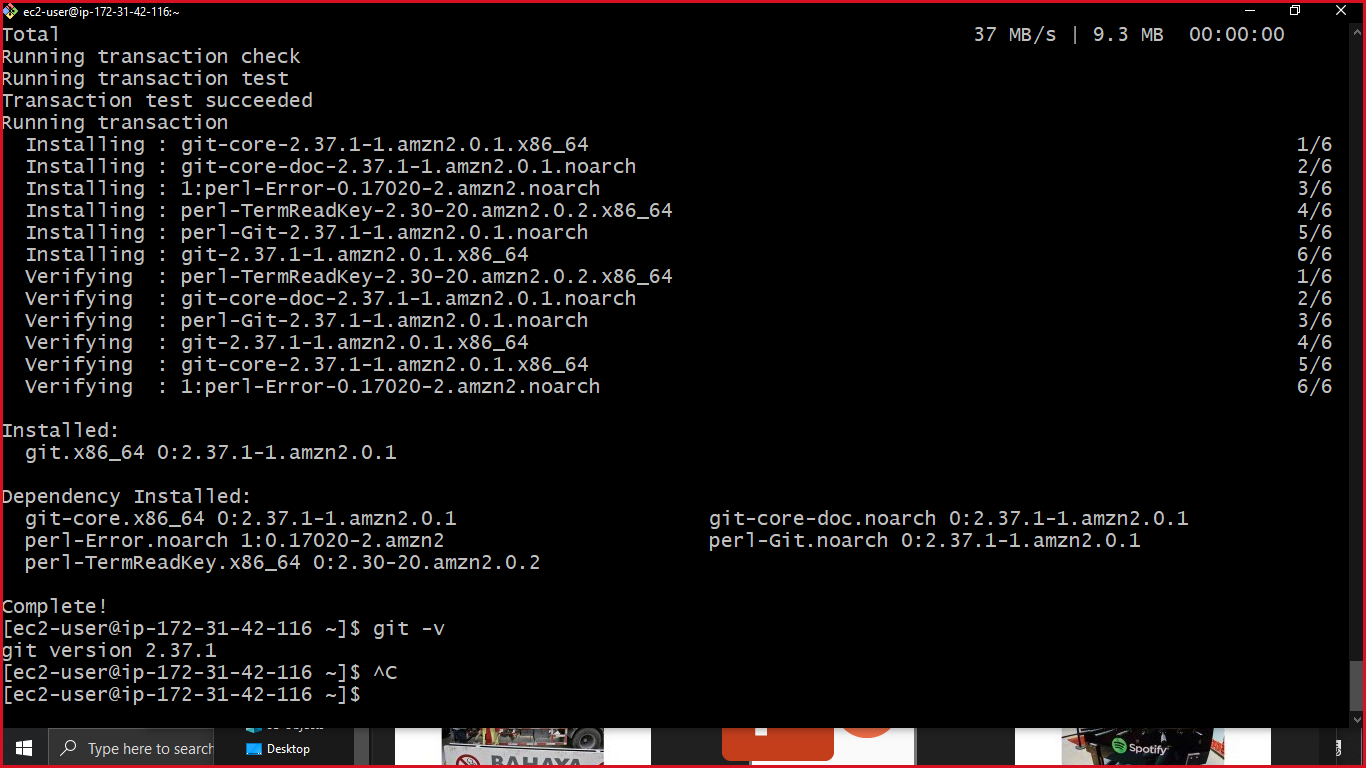 ec2-user@ip-172-31-42-116:~
Total 37 MB/s | 9.3 MB 00:00:00
Running transaction check
Running transaction test
Transaction test succeeded
Running transaction
Installing : git-core-2.37.1-1.amzn2.0.1.x86_64 1/6
Installing : git-core-doc-2.37.1-1.amzn2.0.1.noarch 2/6
Installing : 1:perl-Error-0.17020-2.amzn2.noarch 3/6
Installing : perl-TermReadKey-2.30-20.amzn2.0.2.x86_64 4/6
Installing : perl-Git-2.37.1-1.amzn2.0.1.noarch 5/6
Installing : git-2.37.1-1.amzn2.0.1.x86_64 6/6
Verifying : perl-TermReadKey-2.30-20.amzn2.0.2.x86_64 1/6
Verifying : git-core-doc-2.37.1-1.amzn2.0.1.noarch 2/6
Verifying : perl-Git-2.37.1-1.amzn2.0.1.noarch 3/6
Verifying : git-2.37.1-1.amzn2.0.1.x86_64 4/6
Verifying : git-core-2.37.1-1.amzn2.0.1.x86_64 5/6
Verifying : 1:perl-Error-0.17020-2.amzn2.noarch 6/6
Installed:
git.x86_64 0:2.37.1-1.amzn2.0.1
Dependency Installed:
git-core.x86_64 0:2.37.1-1.amzn2.0.1 git-core-doc.noarch 0:2.37.1-1.amzn2.0.1
perl-Error.noarch 1:0.17020-2.amzn2 perl-Git.noarch 0:2.37.1-1.amzn2.0.1
perl-TermReadKey.x86_64 0:2.30-20.amzn2.0.2
Complete!
[ec2-user@ip-172-31-42-116 ~]$ git -v
git version 2.37.1
[ec2-user@ip-172-31-42-116 ~]$ ^C
[ec2-user@ip-172-31-42-116 ~]$
Type here to search
Desktop
BAHAYA
Spotify